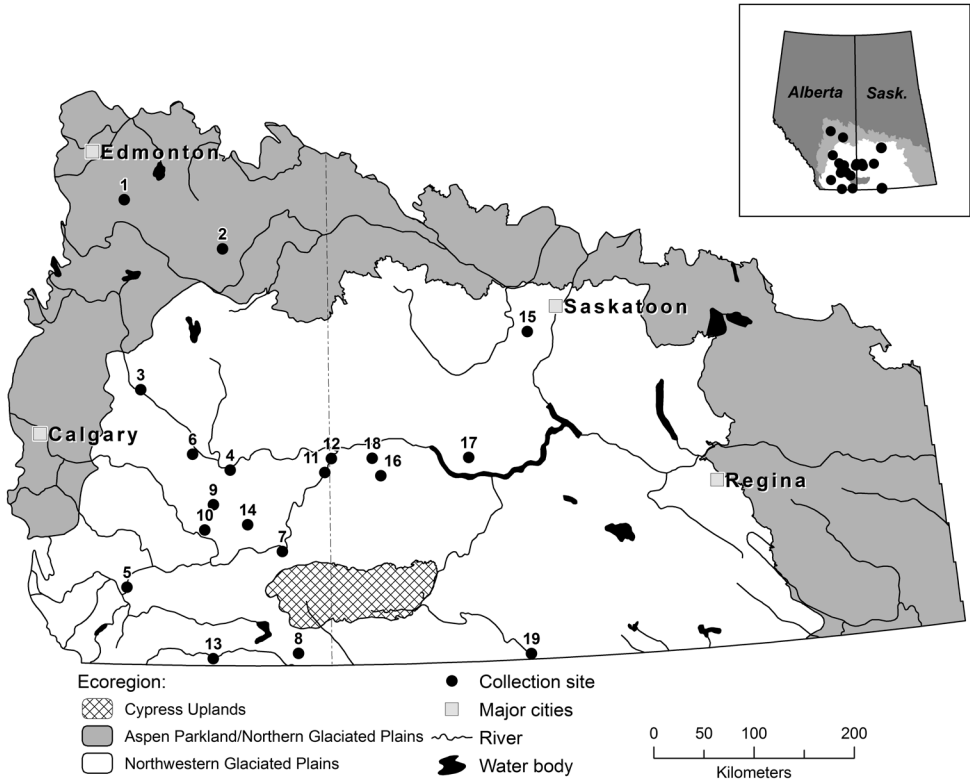 Alberta Sask.
Edmonton
1
2
Saskatoon
15
3
Calgary
6
12
18
17
4
11
16
Regina
9
10
14
7
5
13
8
19
Ecoregion:
Cypress Uplands
Aspen Parkland/Northern Glaciated Plains
Northwestern Glaciated Plains
Collection site
Major cities
River
Water body
0 50 100 200
Kilometers